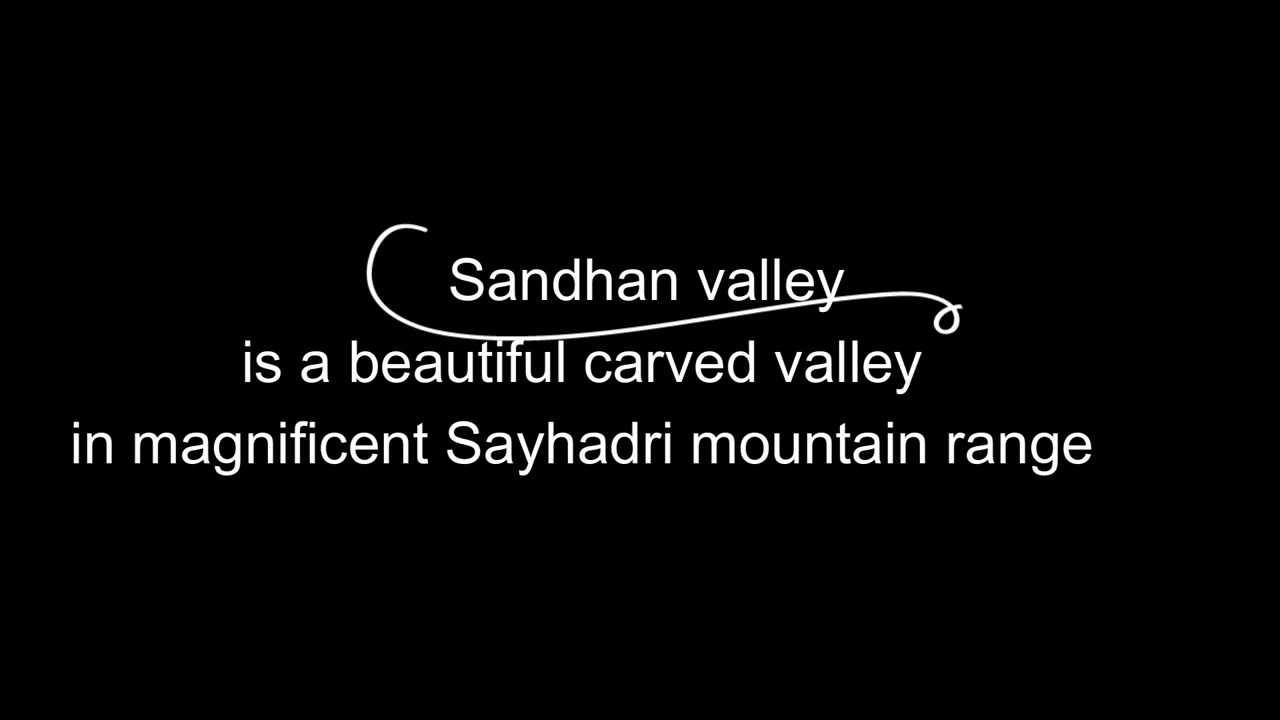 Sandhan valley
is a beautiful carved valley
in magnificent Sayhadri mountain range